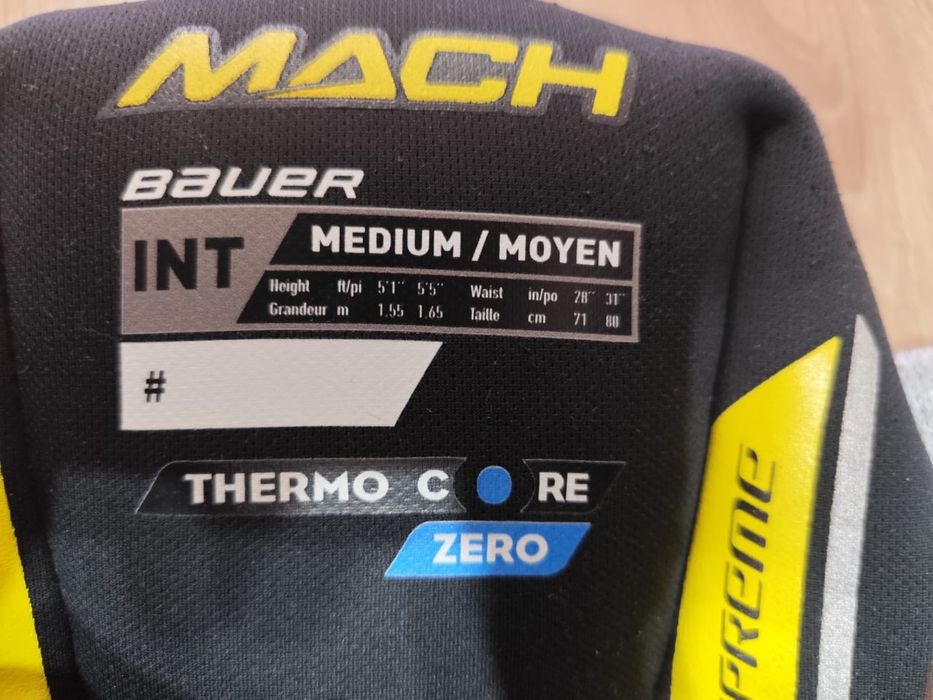 MACH
BAUER
INT
MEDIUM / MOYEN
Height ft/pi 5'1" 5'5" Waist in/po 28" 31"
Grandeur m 1.55 1.65 Taille cm 71 80
#
THERMO CORE
ZERO
PREME